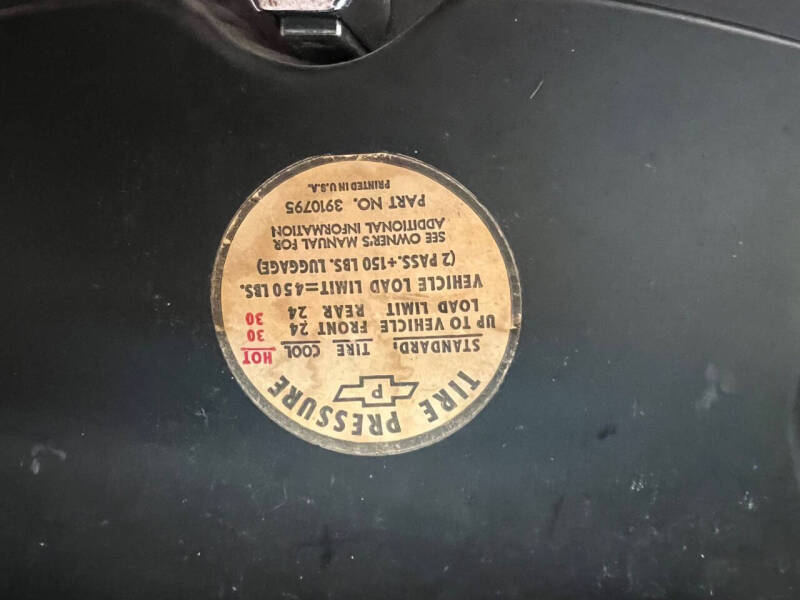 TIRE PRESSURE
P
STANDARD, TIRE COOL HOT
UP TO VEHICLE FRONT 24 30
LOAD LIMIT REAR 24 30
VEHICLE LOAD LIMIT=450 LBS.
(2 PASS.+150 LBS. LUGGAGE)
SEE OWNER'S MANUAL FOR
ADDITIONAL INFORMATION
PART NO. 3910795
PRINTED IN U.S.A.